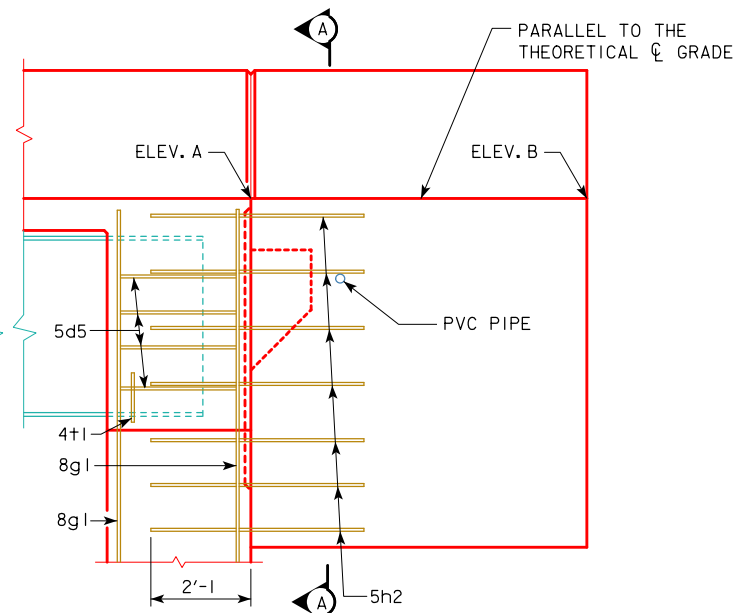 A
PARALLEL TO THE
THEORETICAL ℄ GRADE
ELEV. A
ELEV. B
5d5
PVC PIPE
4t1
8g1
8g1
2'-1
A
5h2